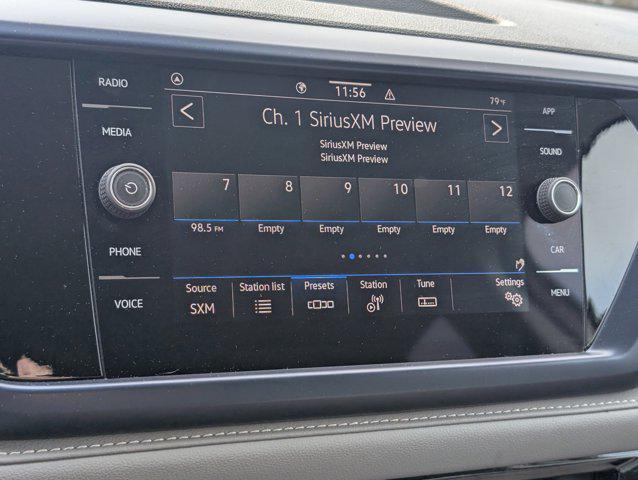 RADIO
MEDIA
PHONE
VOICE
11:56
79°F
Ch. 1 SiriusXM Preview
SiriusXM Preview
SiriusXM Preview
7 8 9 10 11 12
98.5 FM Empty Empty Empty Empty Empty
Source Station list Presets Station Tune Settings
SXM
APP
SOUND
CAR
MENU